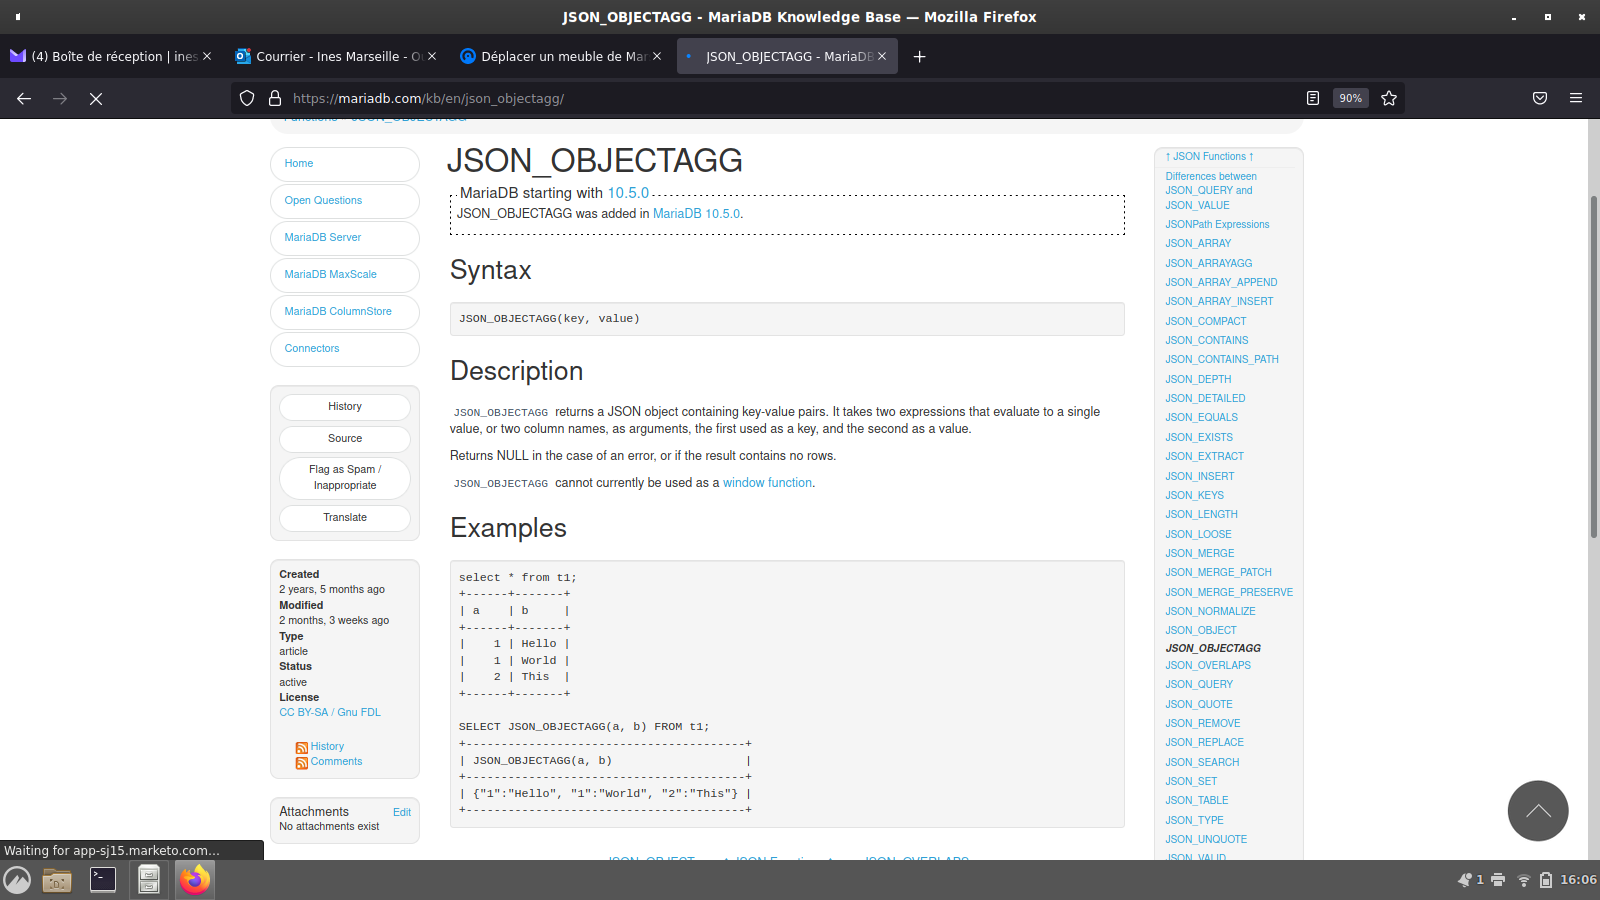 JSON_OBJECTAGG - MariaDB Knowledge Base — Mozilla Firefox
(4) Boîte de réception | ines
Courrier - Ines Marseille - O
Déplacer un meuble de Mar
JSON_OBJECTAGG - MariaDB
https://mariadb.com/kb/en/json_objectagg/
90%
Functions » JSON_OBJECTAGG
Home
Open Questions
MariaDB Server
MariaDB MaxScale
MariaDB ColumnStore
Connectors
History
Source
Flag as Spam /
Inappropriate
Translate
Created
2 years, 5 months ago
Modified
2 months, 3 weeks ago
Type
article
Status
active
License
CC BY-SA / Gnu FDL
History
Comments
Attachments
Edit
No attachments exist
JSON_OBJECTAGG
MariaDB starting with 10.5.0
JSON_OBJECTAGG was added in MariaDB 10.5.0.
Syntax
JSON_OBJECTAGG(key, value)
Description
JSON_OBJECTAGG returns a JSON object containing key-value pairs. It takes two expressions that evaluate to a single
value, or two column names, as arguments, the first used as a key, and the second as a value.
Returns NULL in the case of an error, or if the result contains no rows.
JSON_OBJECTAGG cannot currently be used as a window function.
Examples
select * from t1;
+------+-------+
| a    | b     |
+------+-------+
|    1 | Hello |
|    1 | World |
|    2 | This  |
+------+-------+
SELECT JSON_OBJECTAGG(a, b) FROM t1;
+----------------------------------------+
| JSON_OBJECTAGG(a, b)                   |
+----------------------------------------+
| {"1":"Hello", "1":"World", "2":"This"} |
+----------------------------------------+
JSON_OBJECT ↑ JSON Functions ↑ JSON_OVERLAPS
↑ JSON Functions ↑
Differences between
JSON_QUERY and
JSON_VALUE
JSONPath Expressions
JSON_ARRAY
JSON_ARRAYAGG
JSON_ARRAY_APPEND
JSON_ARRAY_INSERT
JSON_COMPACT
JSON_CONTAINS
JSON_CONTAINS_PATH
JSON_DEPTH
JSON_DETAILED
JSON_EQUALS
JSON_EXISTS
JSON_EXTRACT
JSON_INSERT
JSON_KEYS
JSON_LENGTH
JSON_LOOSE
JSON_MERGE
JSON_MERGE_PATCH
JSON_MERGE_PRESERVE
JSON_NORMALIZE
JSON_OBJECT
JSON_OBJECTAGG
JSON_OVERLAPS
JSON_QUERY
JSON_QUOTE
JSON_REMOVE
JSON_REPLACE
JSON_SEARCH
JSON_SET
JSON_TABLE
JSON_TYPE
JSON_UNQUOTE
JSON_VALID
Waiting for app-sj15.marketo.com…
1
16:06